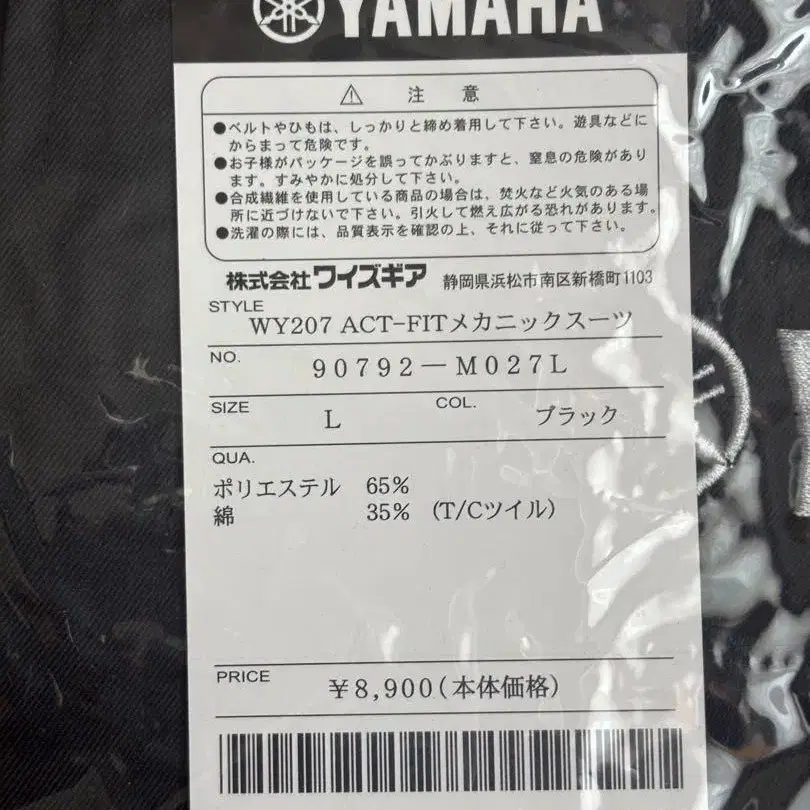 YAMAHA
⚠ 注意
●ベルトやひもは、しっかりと締め着用して下さい。遊具などに
からまって危険です。
●お子様がパッケージを誤ってかぶりますと、窒息の危険があり
ます。すみやかに処分して下さい。
●合成繊維を使用している商品の場合は、焚火など火気のある場
所に近づけないで下さい。引火して燃え広がる恐れがあります。
●洗濯の際には、品質表示を確認の上、それに従って下さい。
株式会社ワイズギア 静岡県浜松市南区新橋町1103
STYLE
WY207 ACT-FITメカニックスーツ
NO.
90792-M027L
SIZE L COL. ブラック
QUA.
ポリエステル 65%
綿 35% (T/Cツイル)
PRICE
¥8,900(本体価格)